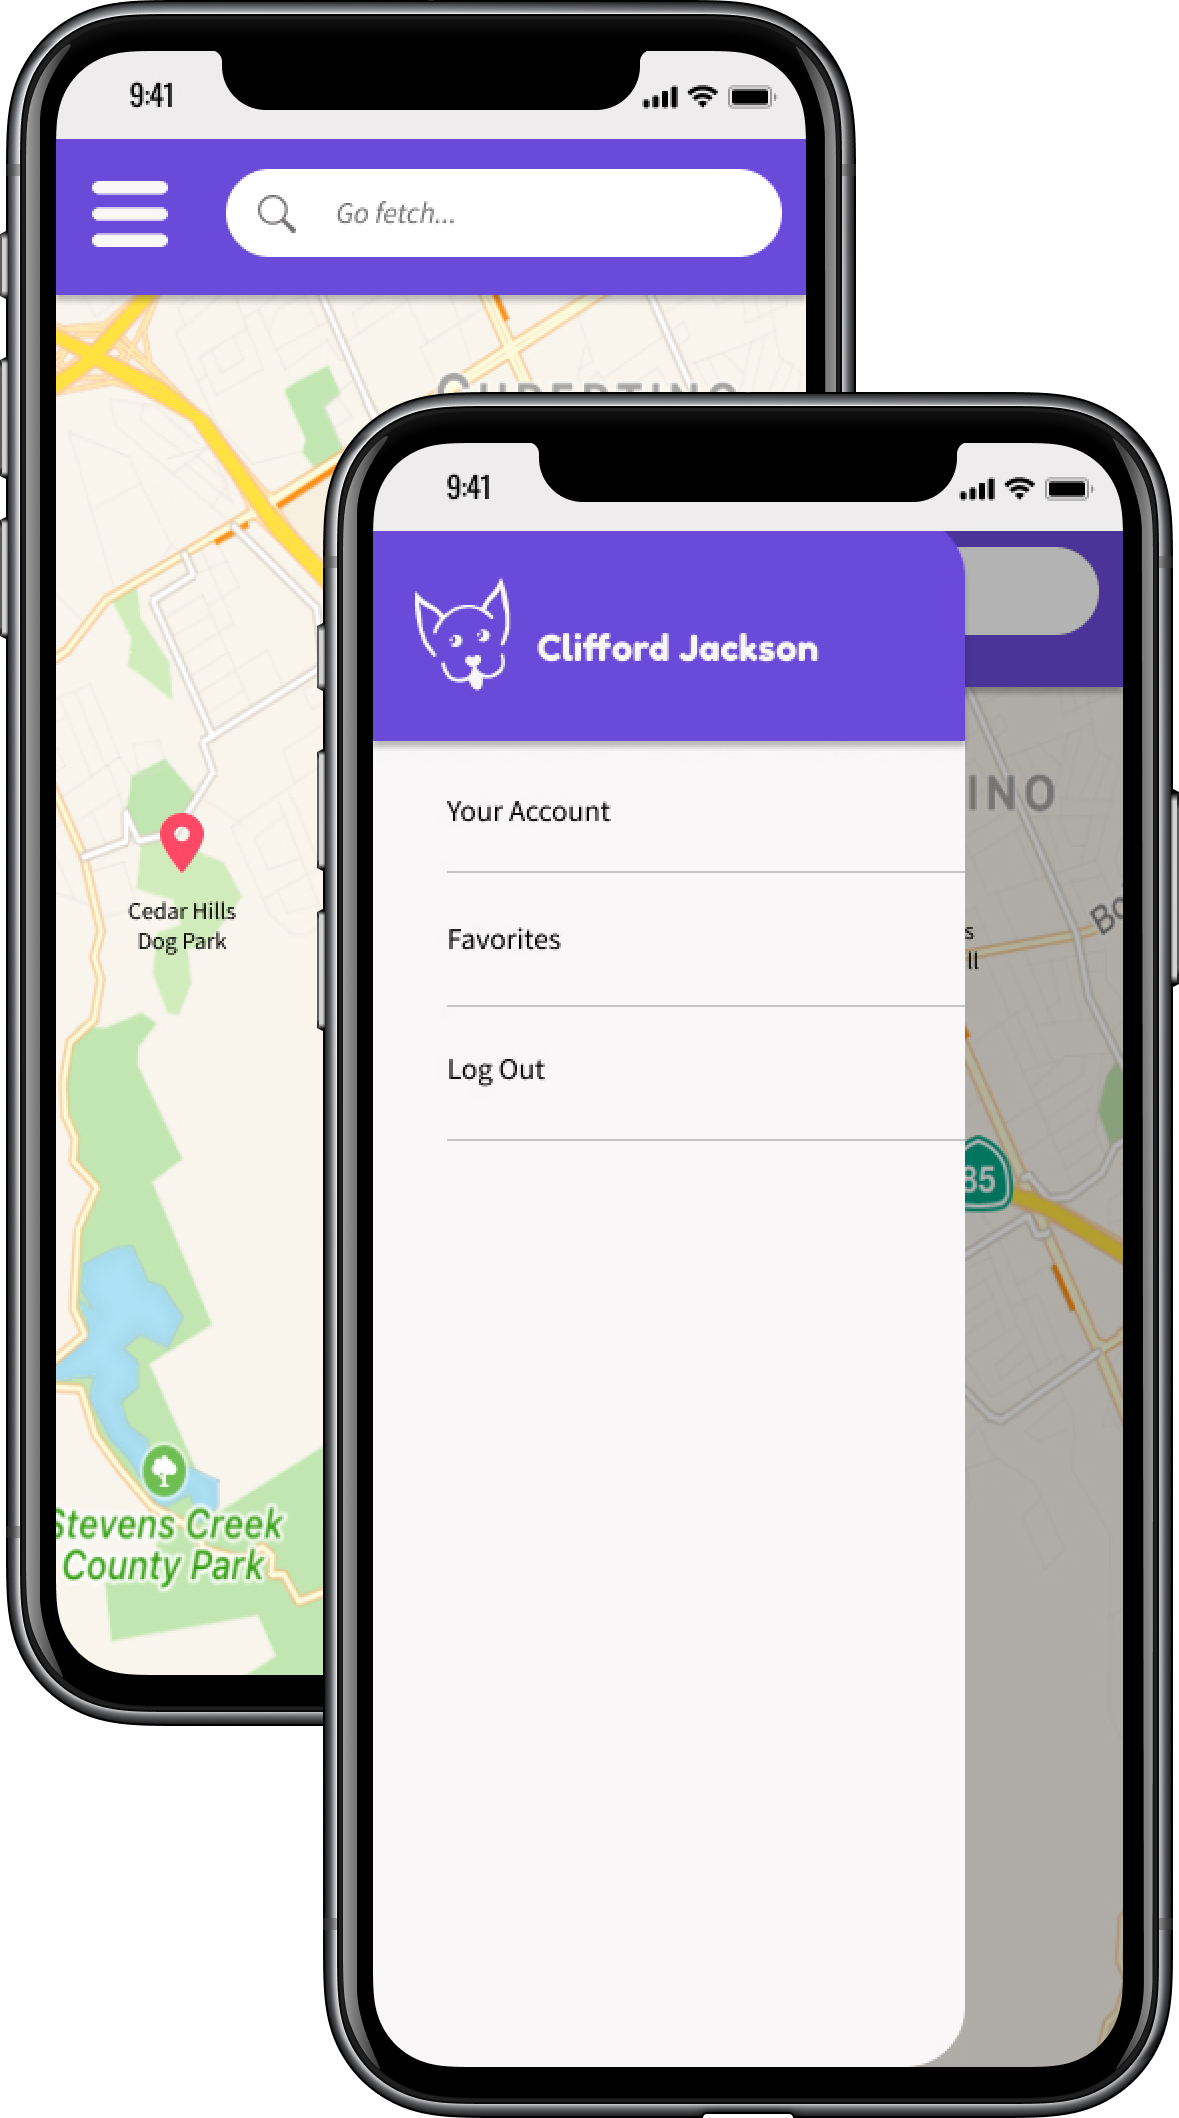 9:41
Go fetch...
CUPERTINO
Cedar Hills
Dog Park
Stevens Creek
County Park
9:41
Clifford Jackson
Your Account
Favorites
Log Out
INO
s
ll
85